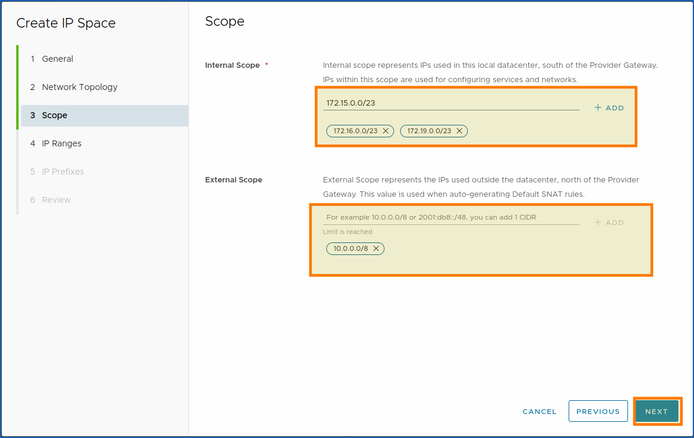 Create IP Space
1 General
2 Network Topology
3 Scope
4 IP Ranges
5 IP Prefixes
6 Review
Scope
Internal Scope *
Internal scope represents IPs used in this local datacenter, south of the Provider Gateway.
IPs within this scope are used for configuring services and networks.
172.15.0.0/23
+ ADD
172.16.0.0/23 × 172.19.0.0/23 ×
External Scope
External Scope represents the IPs used outside the datacenter, north of the Provider
Gateway. This value is used when auto-generating Default SNAT rules.
For example 10.0.0.0/8 or 2001:db8::/48, you can add 1 CIDR
+ ADD
Limit is reached
10.0.0.0/8 ×
CANCEL PREVIOUS NEXT